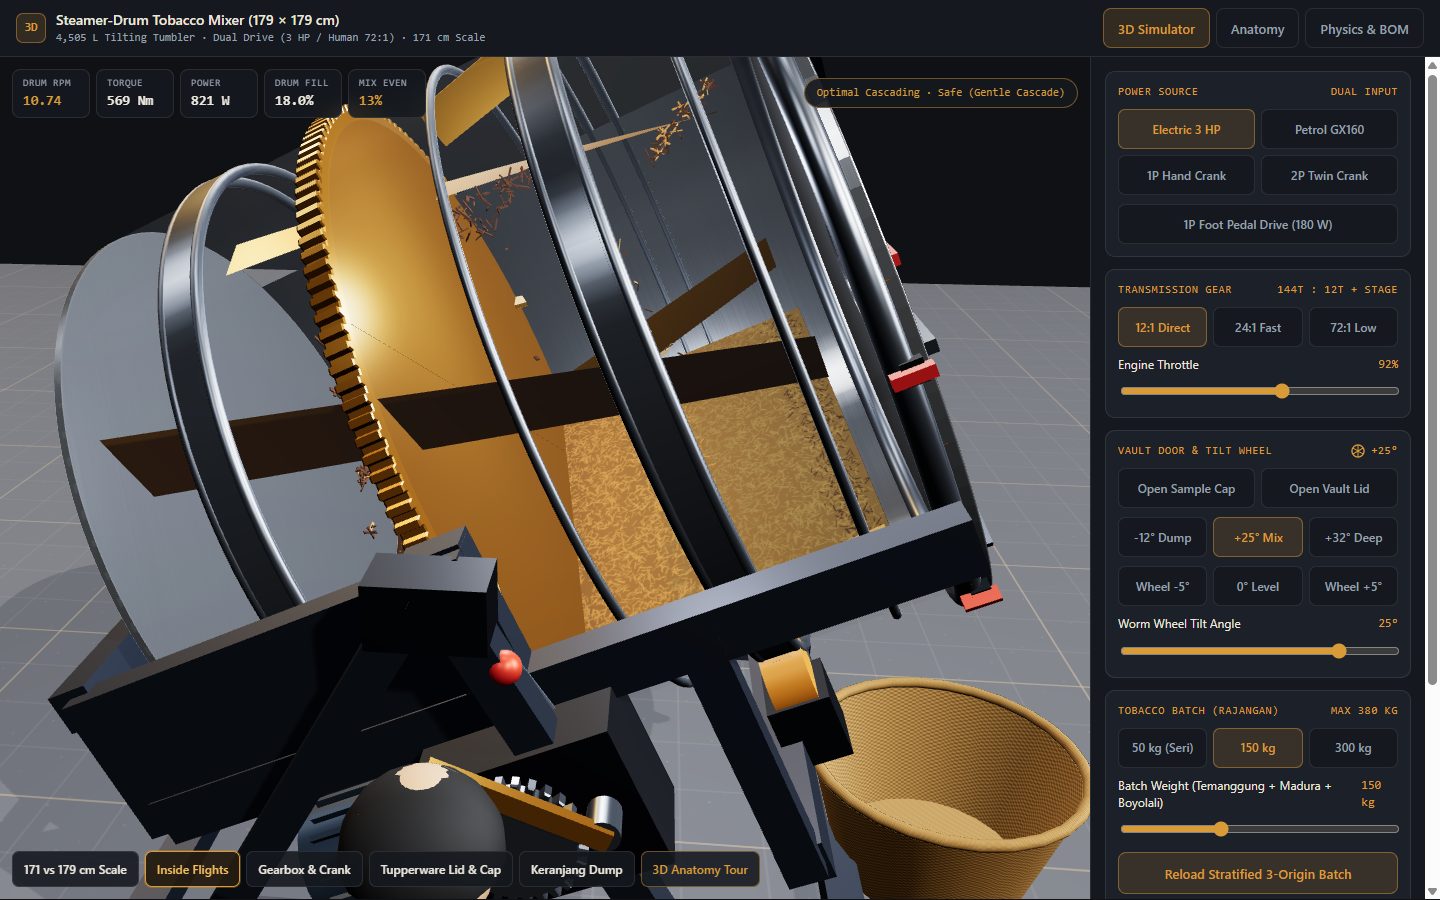 3D
Steamer-Drum Tobacco Mixer (179 × 179 cm)
4,505 L Tilting Tumbler · Dual Drive (3 HP / Human 72:1) · 171 cm Scale
3D Simulator
Anatomy
Physics & BOM
DRUM RPM
10.74
TORQUE
569 Nm
POWER
821 W
DRUM FILL
18.0%
MIX EVEN
13%
Optimal Cascading · Safe (Gentle Cascade)
POWER SOURCE
DUAL INPUT
Electric 3 HP
Petrol GX160
1P Hand Crank
2P Twin Crank
1P Foot Pedal Drive (180 W)
TRANSMISSION GEAR
144T : 12T + STAGE
12:1 Direct
24:1 Fast
72:1 Low
Engine Throttle
92%
VAULT DOOR & TILT WHEEL
+25°
Open Sample Cap
Open Vault Lid
-12° Dump
+25° Mix
+32° Deep
Wheel -5°
0° Level
Wheel +5°
Worm Wheel Tilt Angle
25°
TOBACCO BATCH (RAJANGAN)
MAX 380 KG
50 kg (Seri)
150 kg
300 kg
Batch Weight (Temanggung + Madura +
Boyolali)
150
kg
Reload Stratified 3-Origin Batch
171 vs 179 cm Scale
Inside Flights
Gearbox & Crank
Tupperware Lid & Cap
Keranjang Dump
3D Anatomy Tour